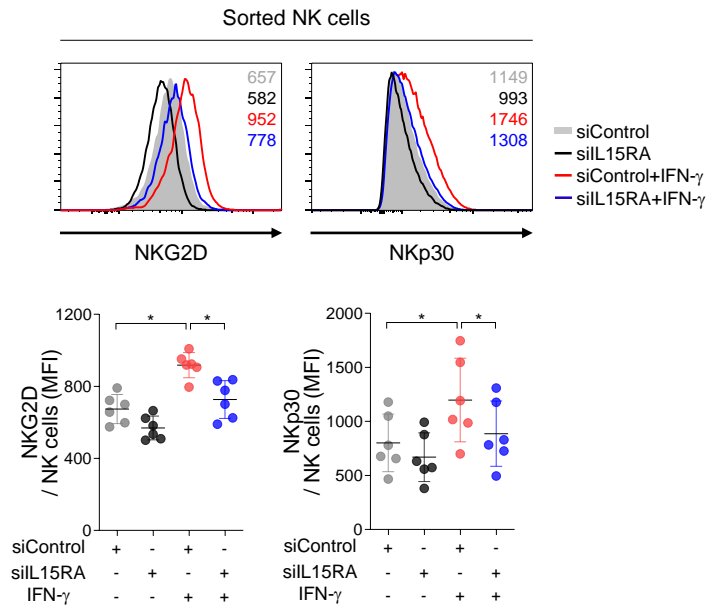 Sorted NK cells
657
582
952
778
1149
993
1746
1308
siControl
siIL15RA
siControl+IFN-γ
siIL15RA+IFN-γ
NKG2D
NKp30
NKG2D
/ NK cells (MFI)
1200
800
400
0
* *
NKp30
/ NK cells (MFI)
2000
1500
1000
500
0
* *
siControl + - + -
siIL15RA - + - +
IFN-γ - - + +
siControl + - + -
siIL15RA - + - +
IFN-γ - - + +